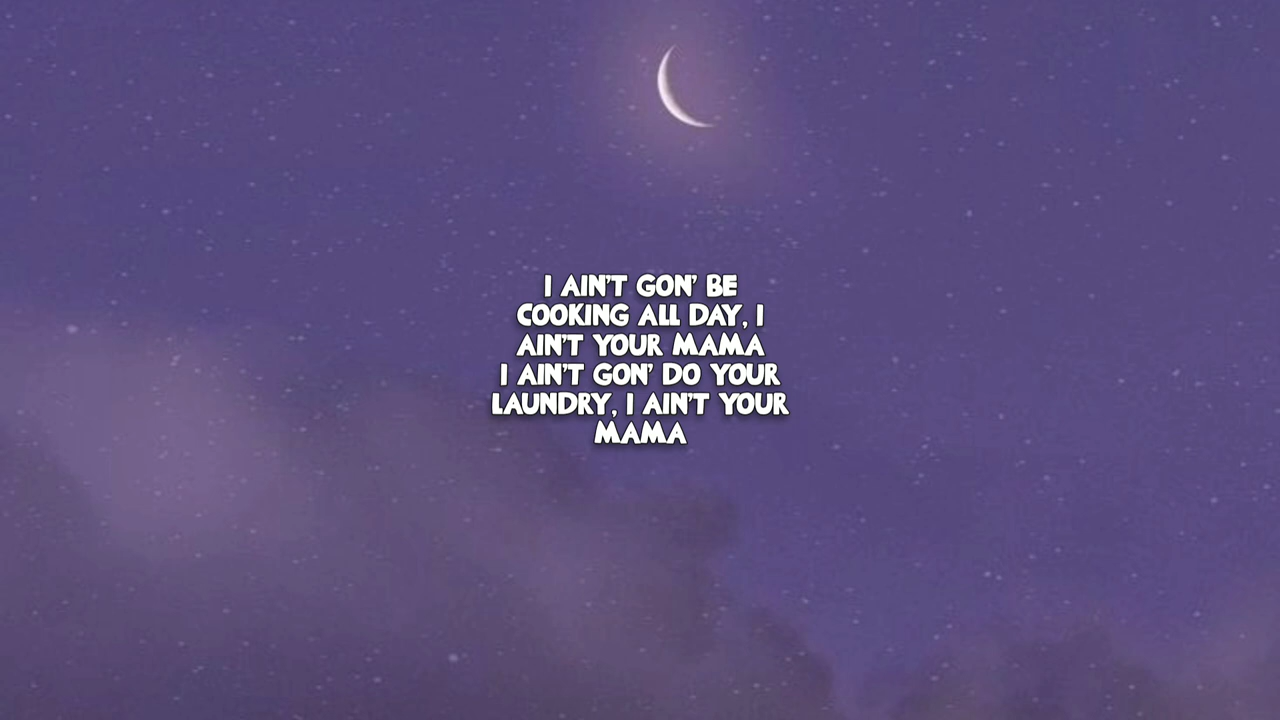 I AIN'T GON' BE
COOKING ALL DAY, I
AIN'T YOUR MAMA
I AIN'T GON' DO YOUR
LAUNDRY, I AIN'T YOUR
MAMA